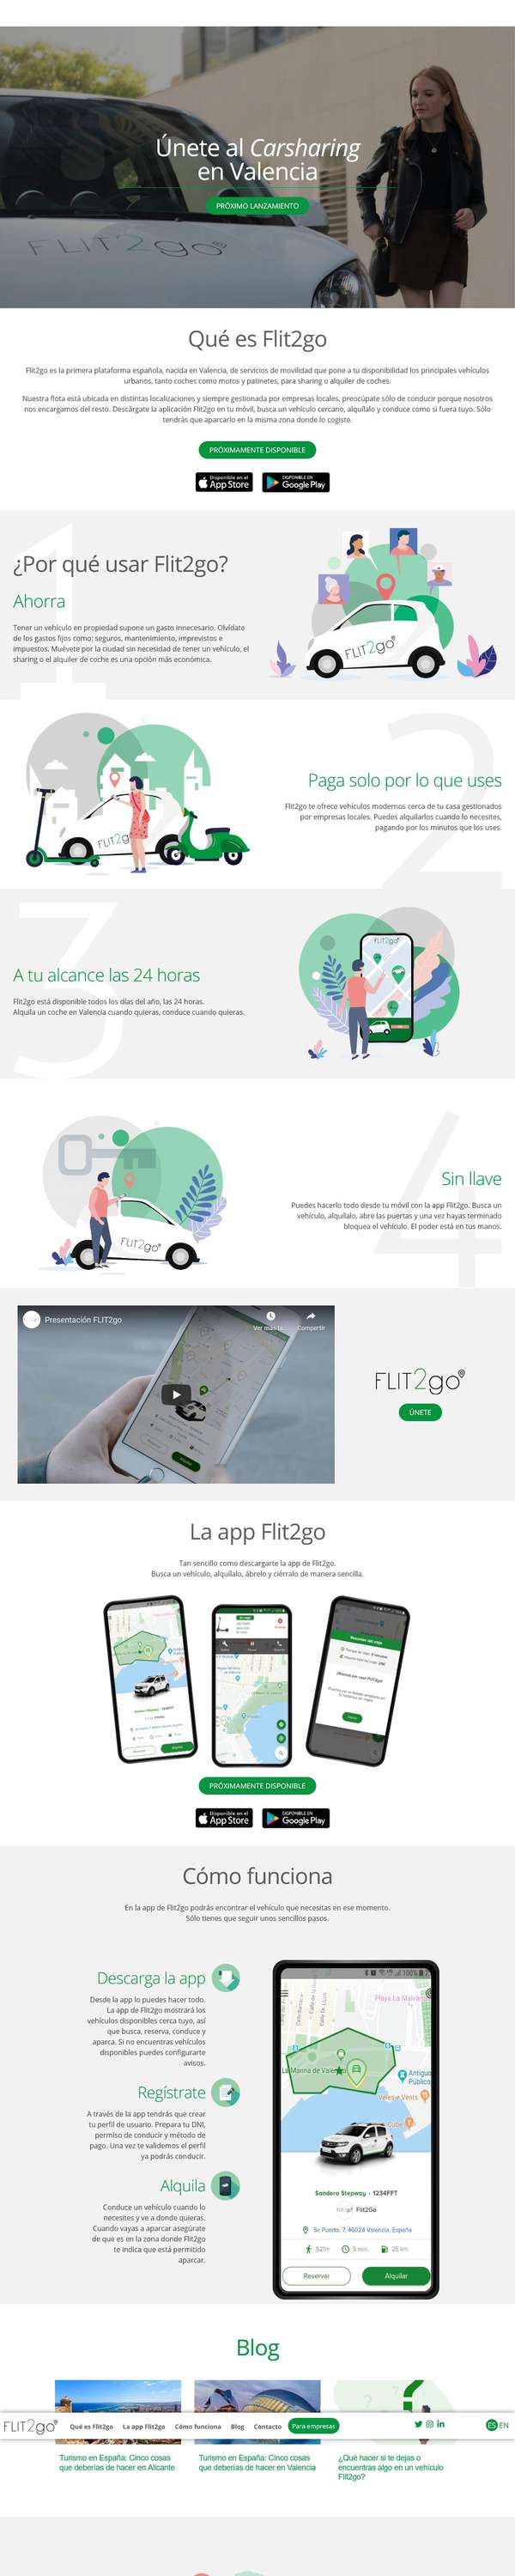 Únete al Carsharing
en Valencia
PRÓXIMO LANZAMIENTO
FLIT2go
Qué es Flit2go
Flit2go es la primera plataforma española, nacida en Valencia, de servicios de movilidad que pone a tu disponibilidad los principales vehículos
urbanos, tanto coches como motos y patinetes, para sharing o alquiler de coches.
Nuestra flota está ubicada en distintas localizaciones y siempre gestionada por empresas locales, preocúpate sólo de conducir porque nosotros
nos encargamos del resto. Descárgate la aplicación Flit2go en tu móvil, busca un vehículo cercano, alquílalo y conduce como si fuera tuyo. Sólo
tendrás que aparcarlo en la misma zona donde lo cogiste.
PRÓXIMAMENTE DISPONIBLE
Disponible en el
App Store
DISPONIBLE EN
Google Play
1
¿Por qué usar Flit2go?
Ahorra
Tener un vehículo en propiedad supone un gasto innecesario. Olvídate
de los gastos fijos como: seguros, mantenimiento, imprevistos e
impuestos. Muévete por la ciudad sin necesidad de tener un vehículo, el
sharing o el alquiler de coche es una opción más económica.
FLIT2go
2
Paga solo por lo que uses
Flit2go te ofrece vehículos modernos cerca de tu casa gestionados
por empresas locales. Puedes alquilarlos cuando lo necesites,
pagando por los minutos que los uses.
FLIT2g
3
A tu alcance las 24 horas
Flit2go está disponible todos los días del año, las 24 horas.
Alquila un coche en Valencia cuando quieras, conduce cuando quieras.
FLIT2go
4
Sin llave
Puedes hacerlo todo desde tu móvil con la app Flit2go. Busca un
vehículo, alquílalo, abre las puertas y una vez hayas terminado
bloquea el vehículo. El poder está en tus manos.
FLIT2go
Presentación FLIT2go
Ver más ta...
Compartir
FLIT2go
ÚNETE
La app Flit2go
Tan sencillo como descargarte la app de Flit2go.
Busca un vehículo, alquílalo, ábrelo y ciérralo de manera sencilla.
PRÓXIMAMENTE DISPONIBLE
Disponible en el
App Store
DISPONIBLE EN
Google Play
Cómo funciona
En la app de Flit2go podrás encontrar el vehículo que necesitas en ese momento.
Sólo tienes que seguir unos sencillos pasos.
Descarga la app
Desde la app lo puedes hacer todo.
La app de Flit2go mostrará los
vehículos disponibles cerca tuyo, así
que busca, reserva, conduce y
aparca. Si no encuentras vehículos
disponibles puedes configurarte
avisos.
Regístrate
A través de la app tendrás que crear
tu perfil de usuario. Prepara tu DNI,
permiso de conducir y método de
pago. Una vez te validemos el perfil
ya podrás conducir.
Alquila
Conduce un vehículo cuando lo
necesites y ve a donde quieras.
Cuando vayas a aparcar asegúrate
de que es en la zona donde Flit2go
te indica que está permitido
aparcar.
100%
Playa La Malvarro
La Marina de València
Antiguo
Público
Veles e Vents
Sandero Stepway - 1234FFT
Flit2Go
Sc Puerto, 7, 46024 Valencia, España
521m
5 min.
25 km
Reservar
Alquilar
Blog
FLIT2go
Qué es Flit2go
La app Flit2go
Cómo funciona
Blog
Contacto
Para empresas
ES
EN
Turismo en España: Cinco cosas
que deberías de hacer en Alicante
Turismo en España: Cinco cosas
que deberías de hacer en Valencia
¿Qué hacer si te dejas o
encuentras algo en un vehículo
Flit2go?